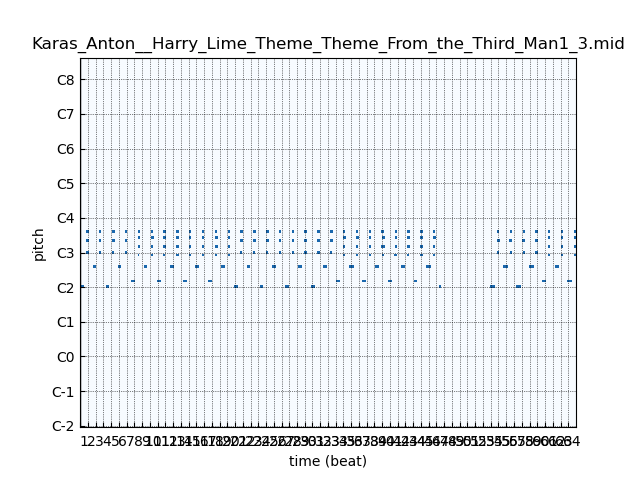 Karas_Anton__Harry_Lime_Theme_Theme_From_the_Third_Man1_3.mid
C8
C7
C6
C5
C4
pitch
C3
C2
C1
C0
C-1
C-2
time (beat)